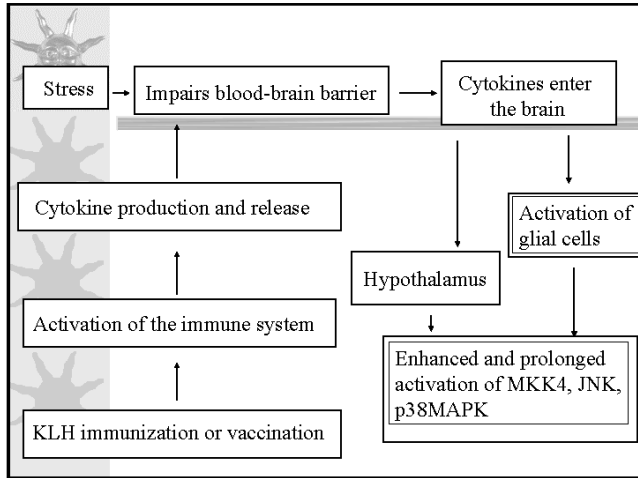 Stress
Impairs blood-brain barrier
Cytokines enter
the brain
Cytokine production and release
Activation of
glial cells
Hypothalamus
Activation of the immune system
Enhanced and prolonged
activation of MKK4, JNK,
p38MAPK
KLH immunization or vaccination